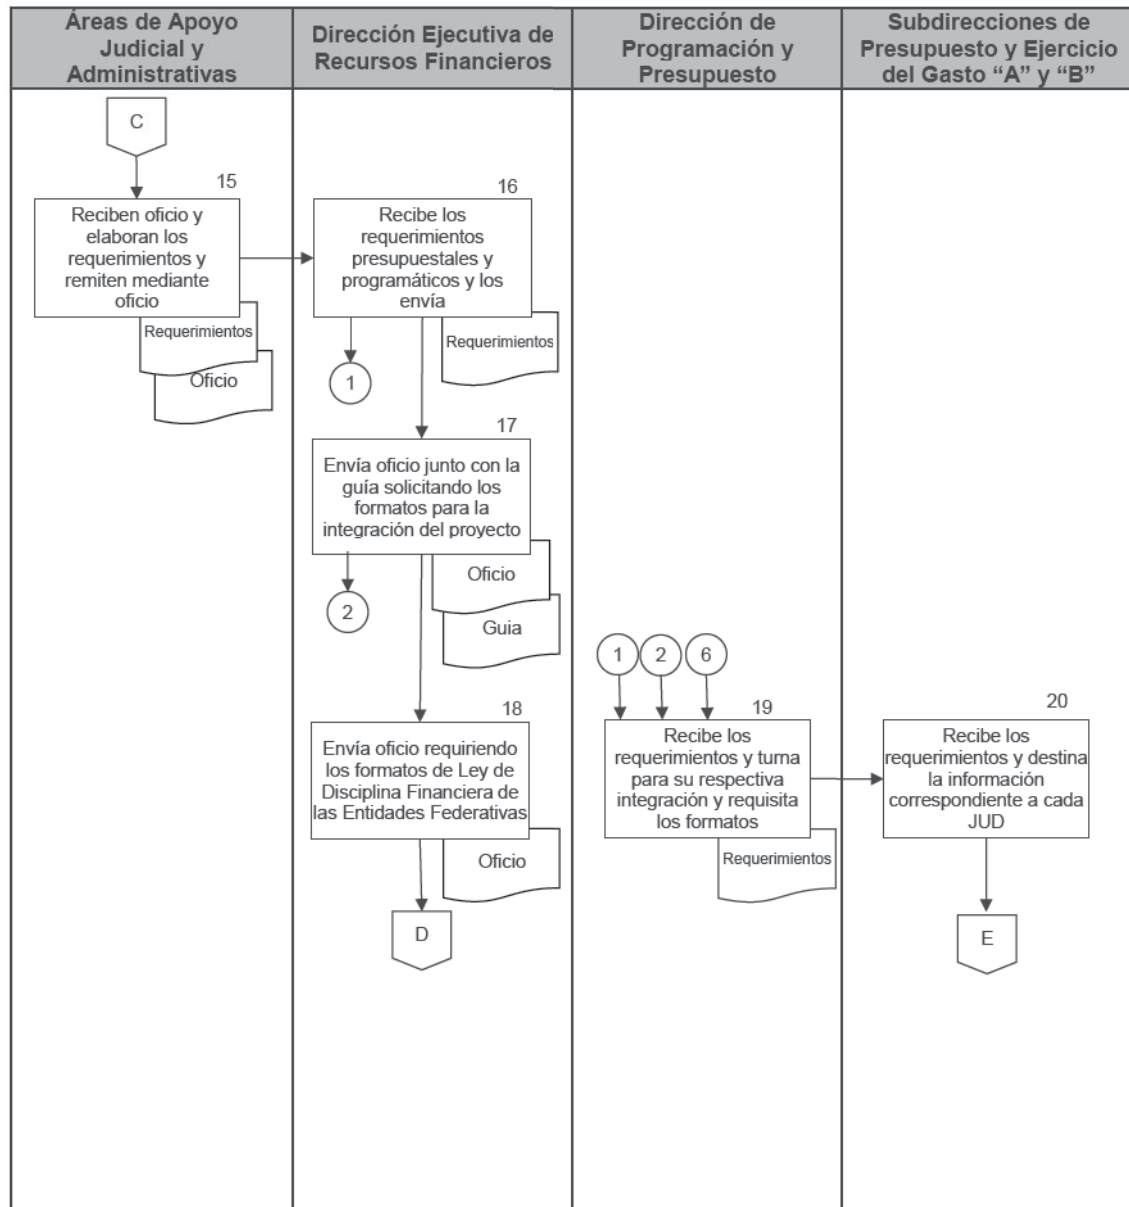 Áreas de Apoyo
Judicial y
Administrativas
Dirección Ejecutiva de
Recursos Financieros
Dirección de
Programación y
Presupuesto
Subdirecciones de
Presupuesto y Ejercicio
del Gasto “A” y “B”
C
15
Reciben oficio y
elaboran los
requerimientos y
remiten mediante
oficio
Requerimientos
Oficio
16
Recibe los
requerimientos
presupuestales y
programáticos y los
envía
Requerimientos
1
17
Envía oficio junto con la
guía solicitando los
formatos para la
integración del proyecto
Oficio
Guia
2
18
Envía oficio requiriendo
los formatos de Ley de
Disciplina Financiera de
las Entidades Federativas
Oficio
D
1
2
6
19
Recibe los
requerimientos y turna
para su respectiva
integración y requisita
los formatos
Requerimientos
20
Recibe los
requerimientos y destina
la información
correspondiente a cada
JUD
E